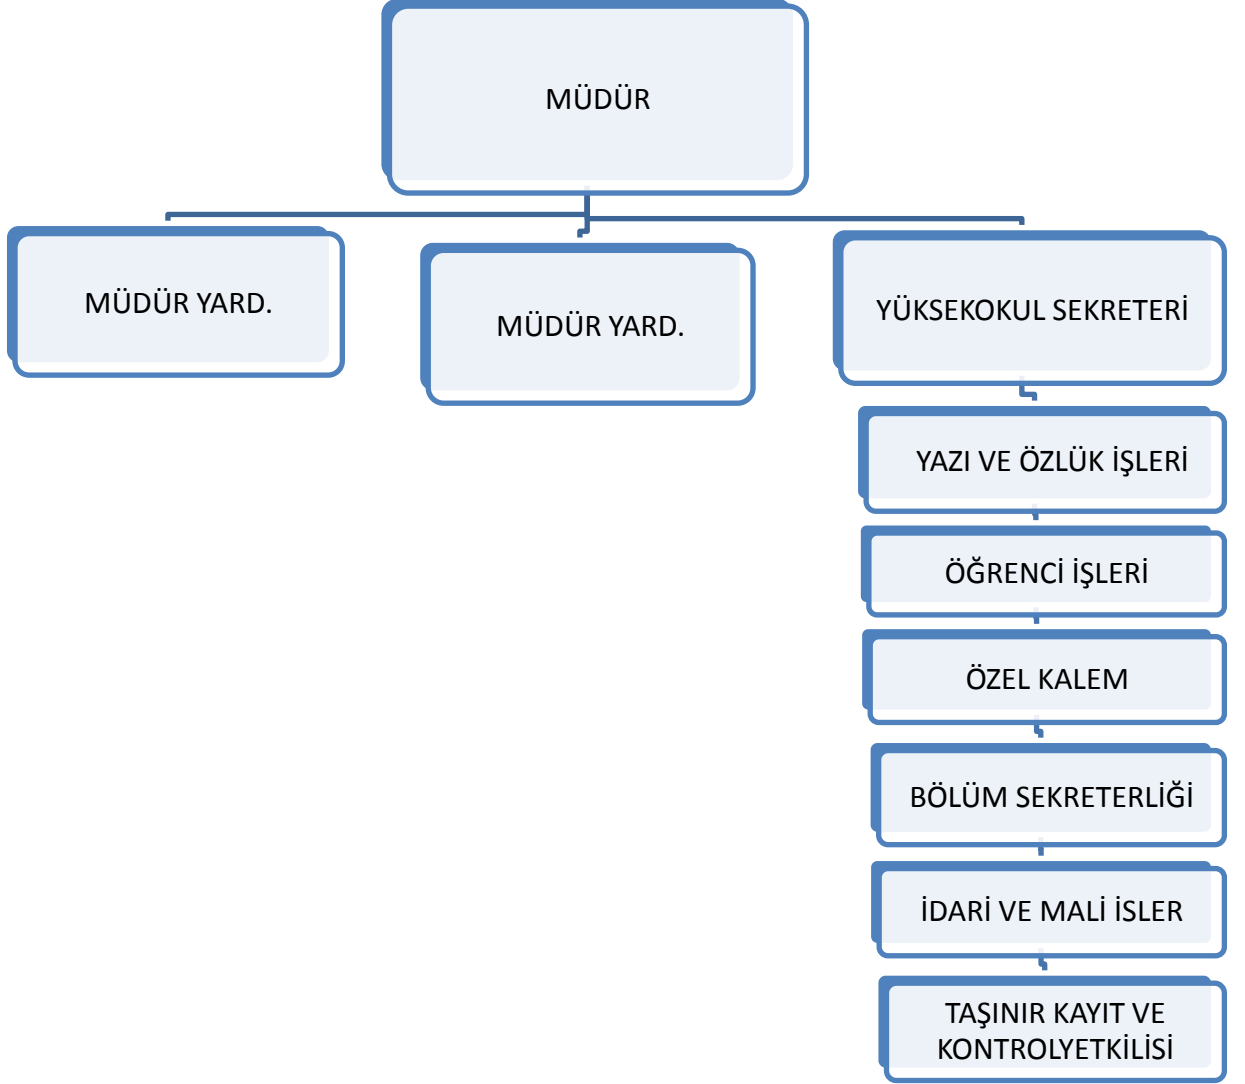 MÜDÜR
MÜDÜR YARD.
MÜDÜR YARD.
YÜKSEKOKUL SEKRETERİ
YAZI VE ÖZLÜK İŞLERİ
ÖĞRENCİ İŞLERİ
ÖZEL KALEM
BÖLÜM SEKRETERLİĞİ
İDARİ VE MALİ İSLER
TAŞINIR KAYIT VE
KONTROLYETKİLİSİ